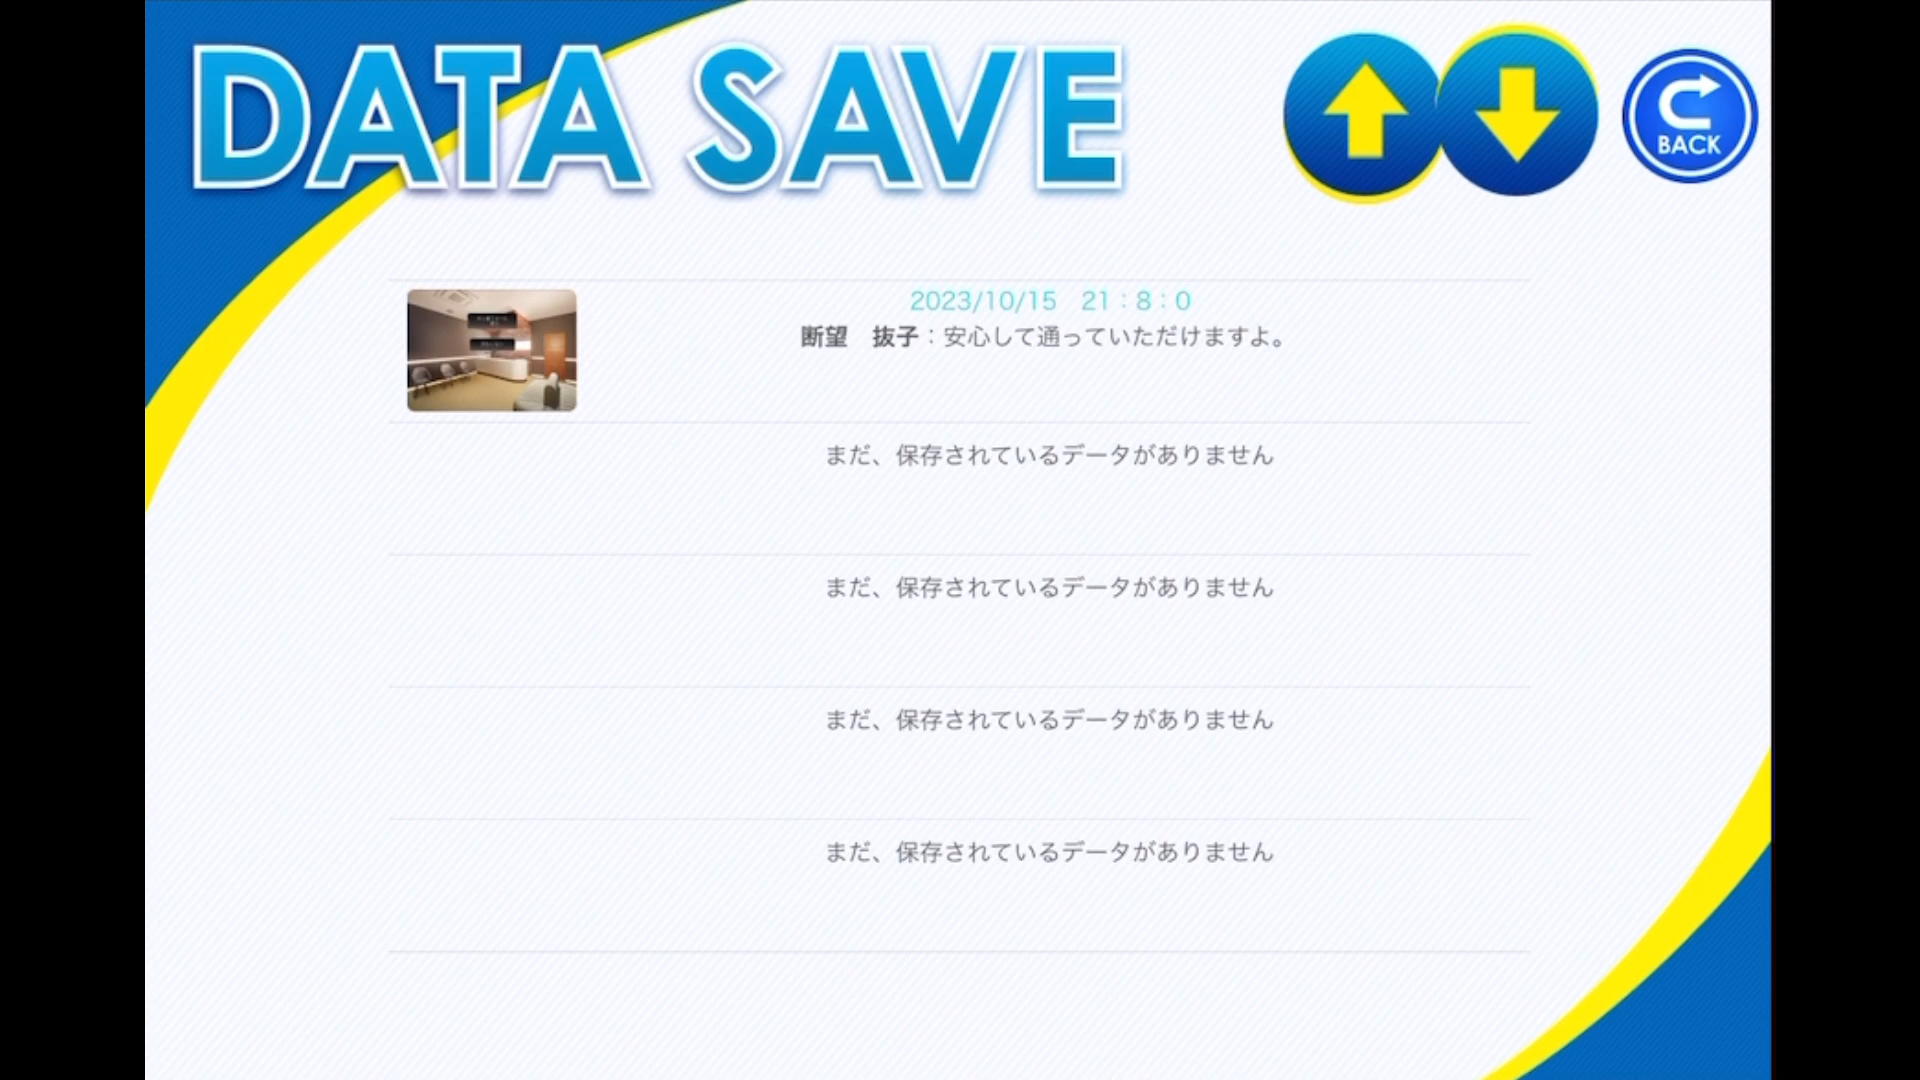 DATA SAVE
BACK
2023/10/15　21：8：0
断望　抜子：安心して通っていただけますよ。
まだ、保存されているデータがありません
まだ、保存されているデータがありません
まだ、保存されているデータがありません
まだ、保存されているデータがありません